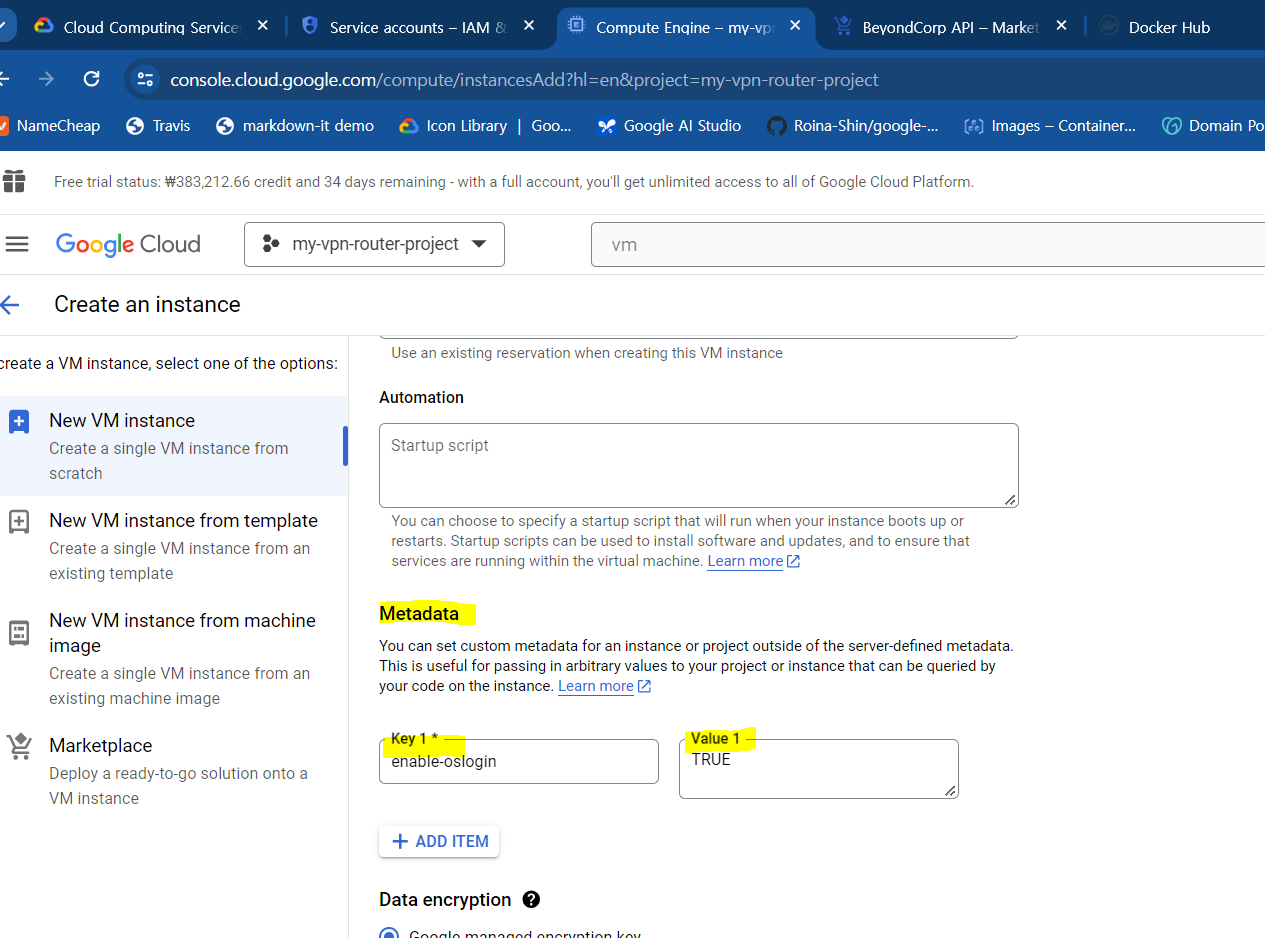 Cloud Computing Services
Service accounts – IAM &
Compute Engine – my-vp
BeyondCorp API – Market
Docker Hub
console.cloud.google.com/compute/instancesAdd?hl=en&project=my-vpn-router-project
NameCheap
Travis
markdown-it demo
Icon Library | Goo...
Google AI Studio
Roina-Shin/google-...
Images – Container...
Domain Po
Free trial status: ₩383,212.66 credit and 34 days remaining - with a full account, you'll get unlimited access to all of Google Cloud Platform.
Google Cloud
my-vpn-router-project
vm
Create an instance
create a VM instance, select one of the options:
New VM instance
Create a single VM instance from
scratch
New VM instance from template
Create a single VM instance from an
existing template
New VM instance from machine
image
Create a single VM instance from an
existing machine image
Marketplace
Deploy a ready-to-go solution onto a
VM instance
Use an existing reservation when creating this VM instance
Automation
Startup script
You can choose to specify a startup script that will run when your instance boots up or
restarts. Startup scripts can be used to install software and updates, and to ensure that
services are running within the virtual machine. Learn more
Metadata
You can set custom metadata for an instance or project outside of the server-defined metadata.
This is useful for passing in arbitrary values to your project or instance that can be queried by
your code on the instance. Learn more
Key 1 *
enable-oslogin
Value 1
TRUE
ADD ITEM
Data encryption
Google managed encryption key